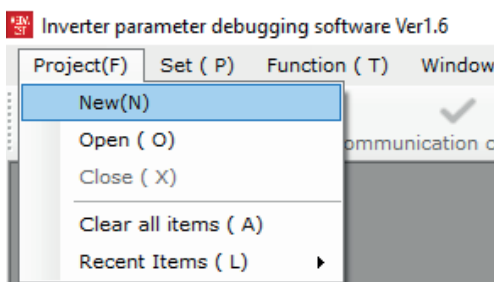 Inverter parameter debugging software Ver1.6
Project(F) Set ( P) Function ( T) Window
New(N)
Open ( O)
ommunication c
Close ( X)
Clear all items ( A)
Recent Items ( L)